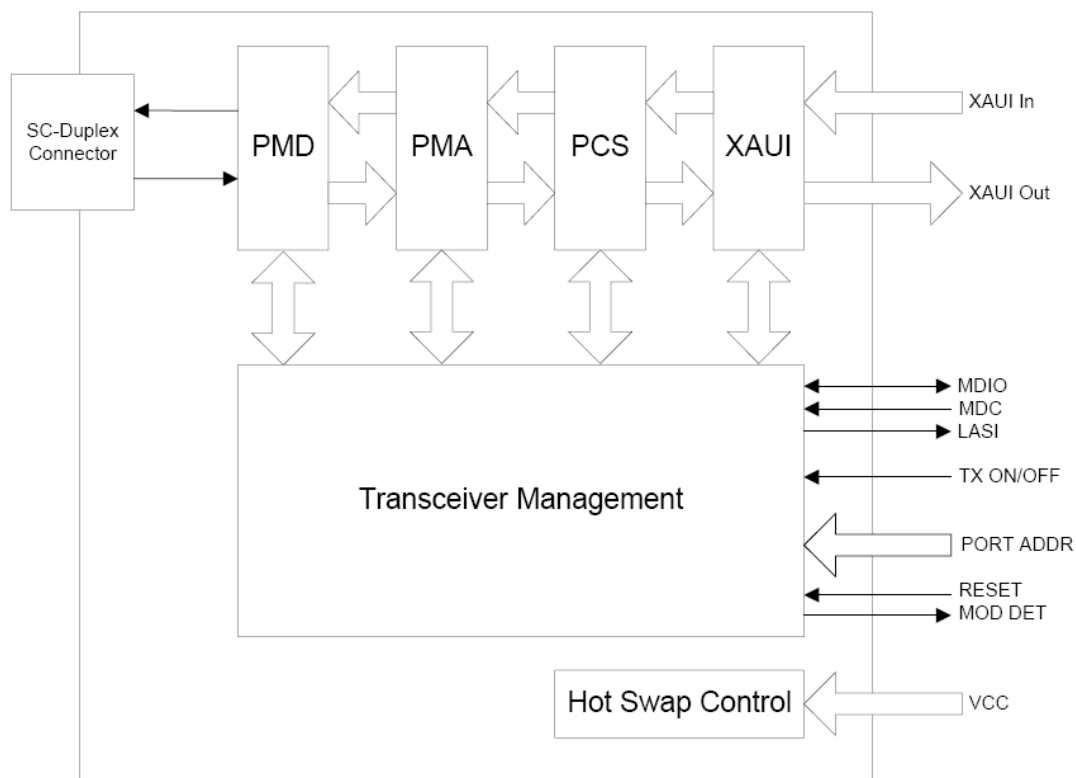 SC-Duplex
Connector
PMD
PMA
PCS
XAUI
XAUI In
XAUI Out
Transceiver Management
MDIO
MDC
LASI
TX ON/OFF
PORT ADDR
RESET
MOD DET
Hot Swap Control
VCC